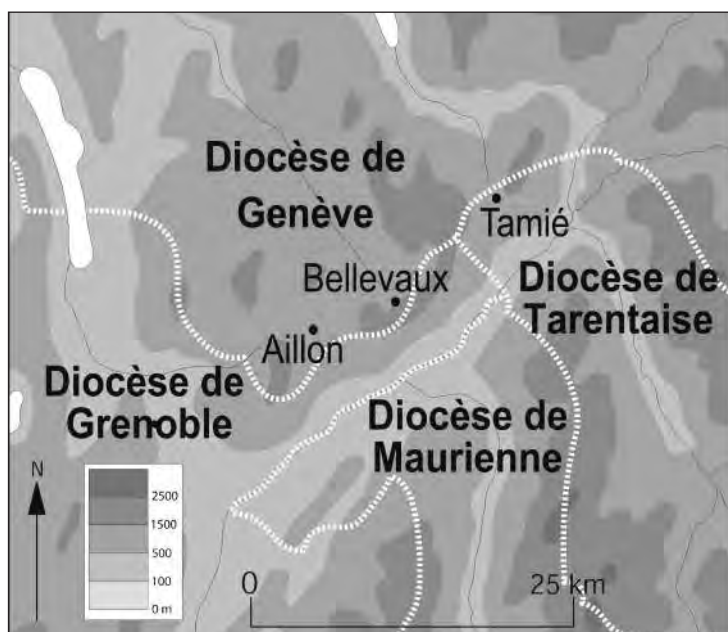 Diocèse de
Genève
Tamié
Bellevaux
Diocèse de
Tarentaise
Aillon
Diocèse de
Grenoble
Diocèse de
Maurienne
N
2500
1500
500
100
0 m
0
25 km